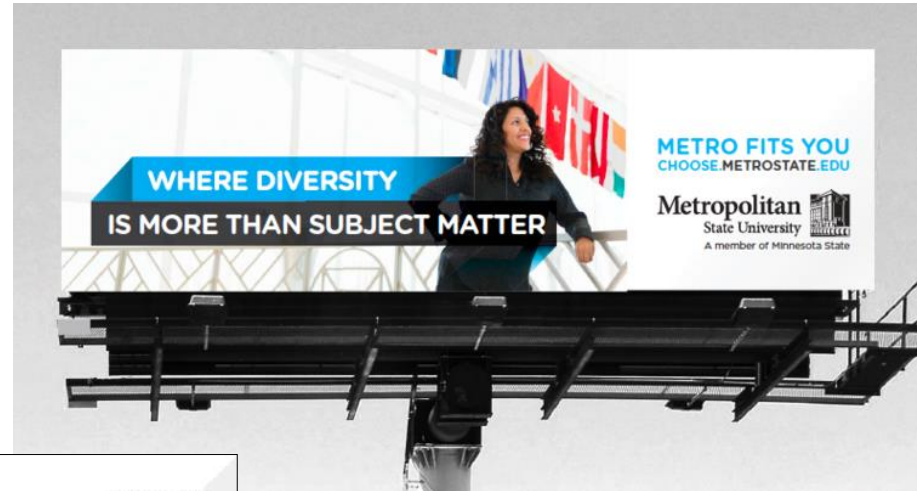 WHERE DIVERSITY
IS MORE THAN SUBJECT MATTER
METRO FITS YOU
CHOOSE.METROSTATE.EDU
Metropolitan
State University
A member of Minnesota State